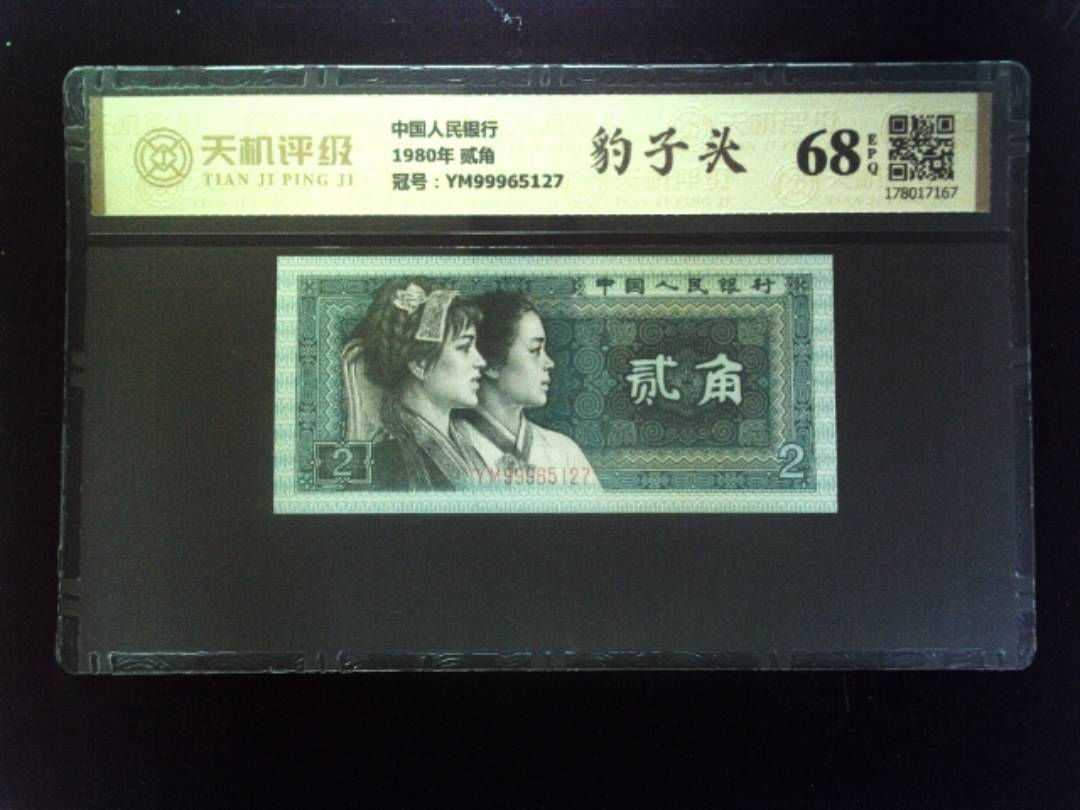 天机评级
TIAN JI PING JI
中国人民银行
1980年 贰角
冠号：YM99965127
豹子头
68
EPQ
178017167
中国人民银行
贰角
2
2
YM99965127